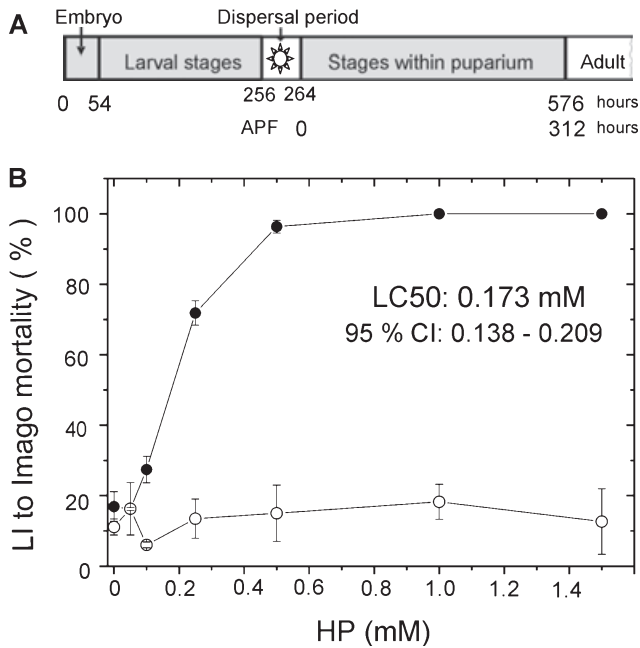 A
Embryo
Dispersal period
Larval stages
Stages within puparium
Adult
0 54 256 264 576 hours
APF 0 312 hours
B
LI to Imago mortality ( % )
100
80
60
40
20
0
LC50: 0.173 mM
95 % CI: 0.138 - 0.209
0 0.2 0.4 0.6 0.8 1.0 1.2 1.4
HP (mM)